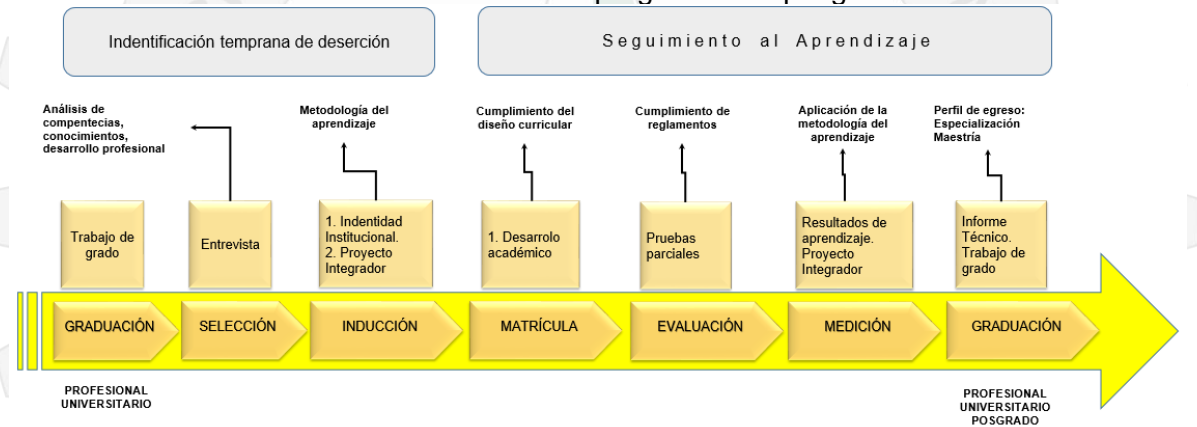 Indentificación temprana de deserción
Seguimiento al Aprendizaje
Análisis de
compentecias,
conocimientos,
desarrollo profesional
Metodología del
aprendizaje
Cumplimiento del
diseño curricular
Cumplimiento de
reglamentos
Aplicación de la
metodología del
aprendizaje
Perfil de egreso:
Especialización
Maestría
Trabajo de
grado
Entrevista
1. Indentidad
Institucional.
2. Proyecto
Integrador
1. Desarrolo
académico
Pruebas
parciales
Resultados de
aprendizaje.
Proyecto
Integrador
Informe
Técnico.
Trabajo de
grado
GRADUACIÓN
SELECCIÓN
INDUCCIÓN
MATRÍCULA
EVALUACIÓN
MEDICIÓN
GRADUACIÓN
PROFESIONAL
UNIVERSITARIO
PROFESIONAL
UNIVERSITARIO
POSGRADO